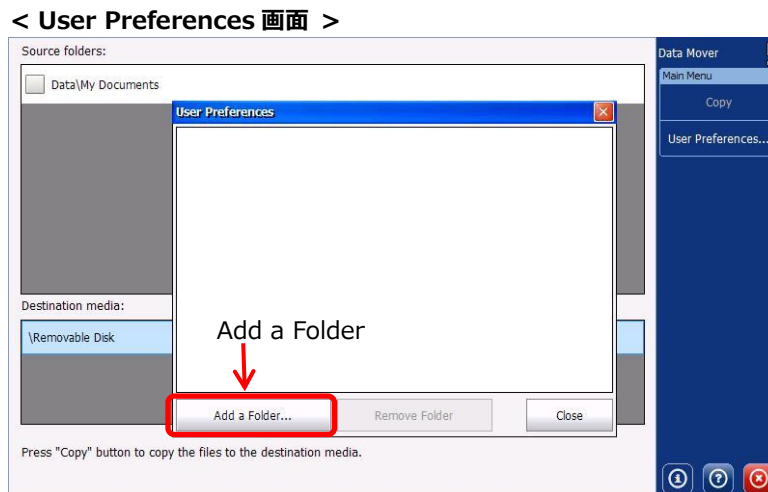 < User Preferences 画面 >
Source folders:
Data\My Documents
User Preferences
Add a Folder
Add a Folder...
Remove Folder
Close
Destination media:
\Removable Disk
Press "Copy" button to copy the files to the destination media.
Data Mover
Main Menu
Copy
User Preferences...